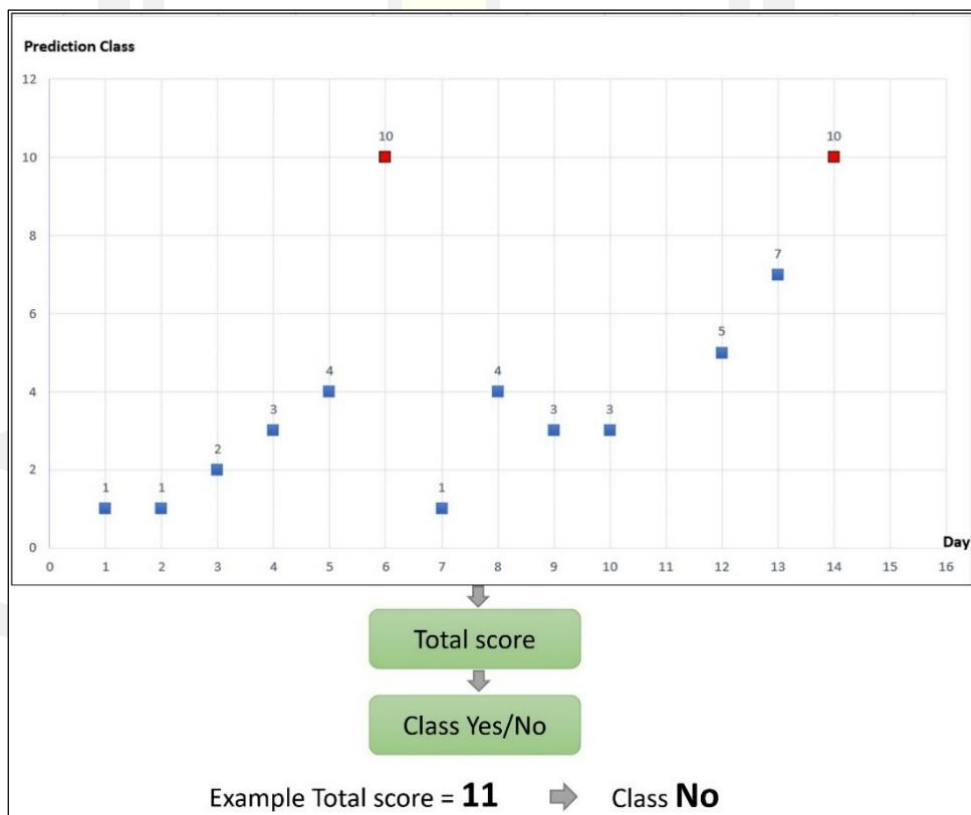 Prediction Class
12
10 10
10
8
7
6
5
4 4
4
3 3 3
2
2
1 1 1
0
Day
0 1 2 3 4 5 6 7 8 9 10 11 12 13 14 15 16
Total score
Class Yes/No
Example Total score = 11 Class No